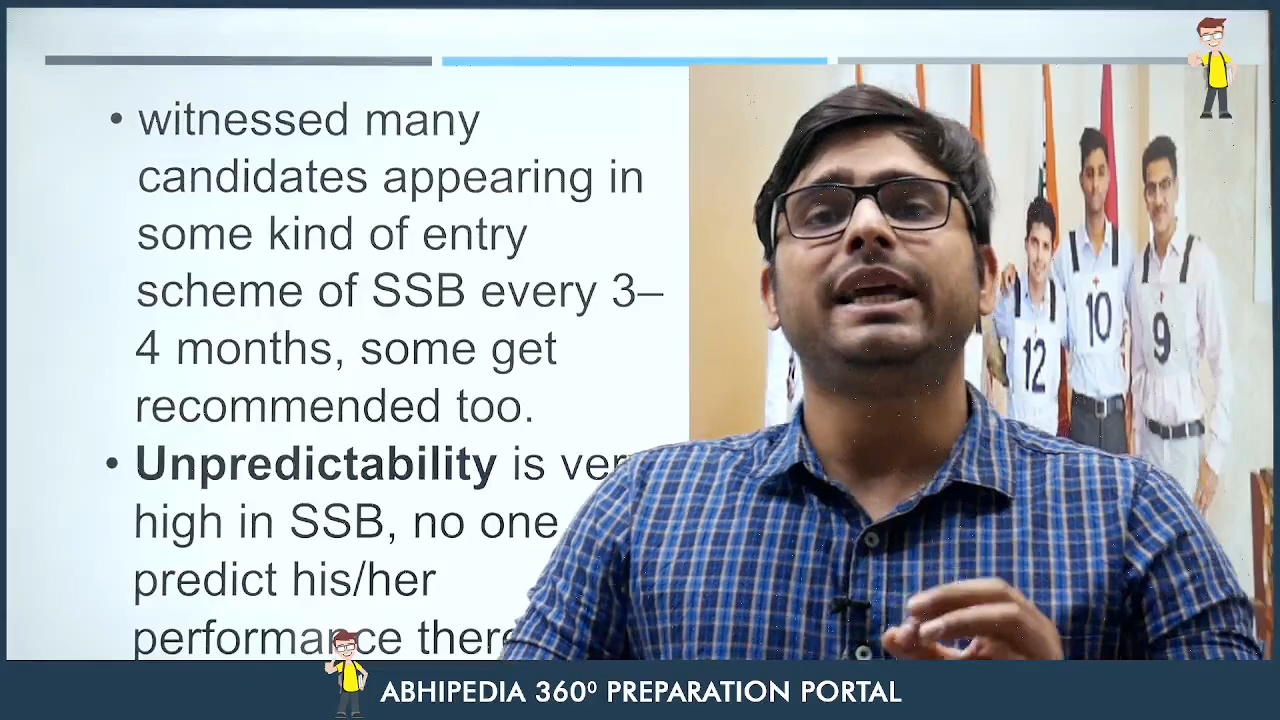 • witnessed many
candidates appearing in
some kind of entry
scheme of SSB every 3–
4 months, some get
recommended too.
• Unpredictability is
high in SSB, no one
predict his/her
performance
12
10
9
ABHIPEDIA 360⁰ PREPARATION PORTAL